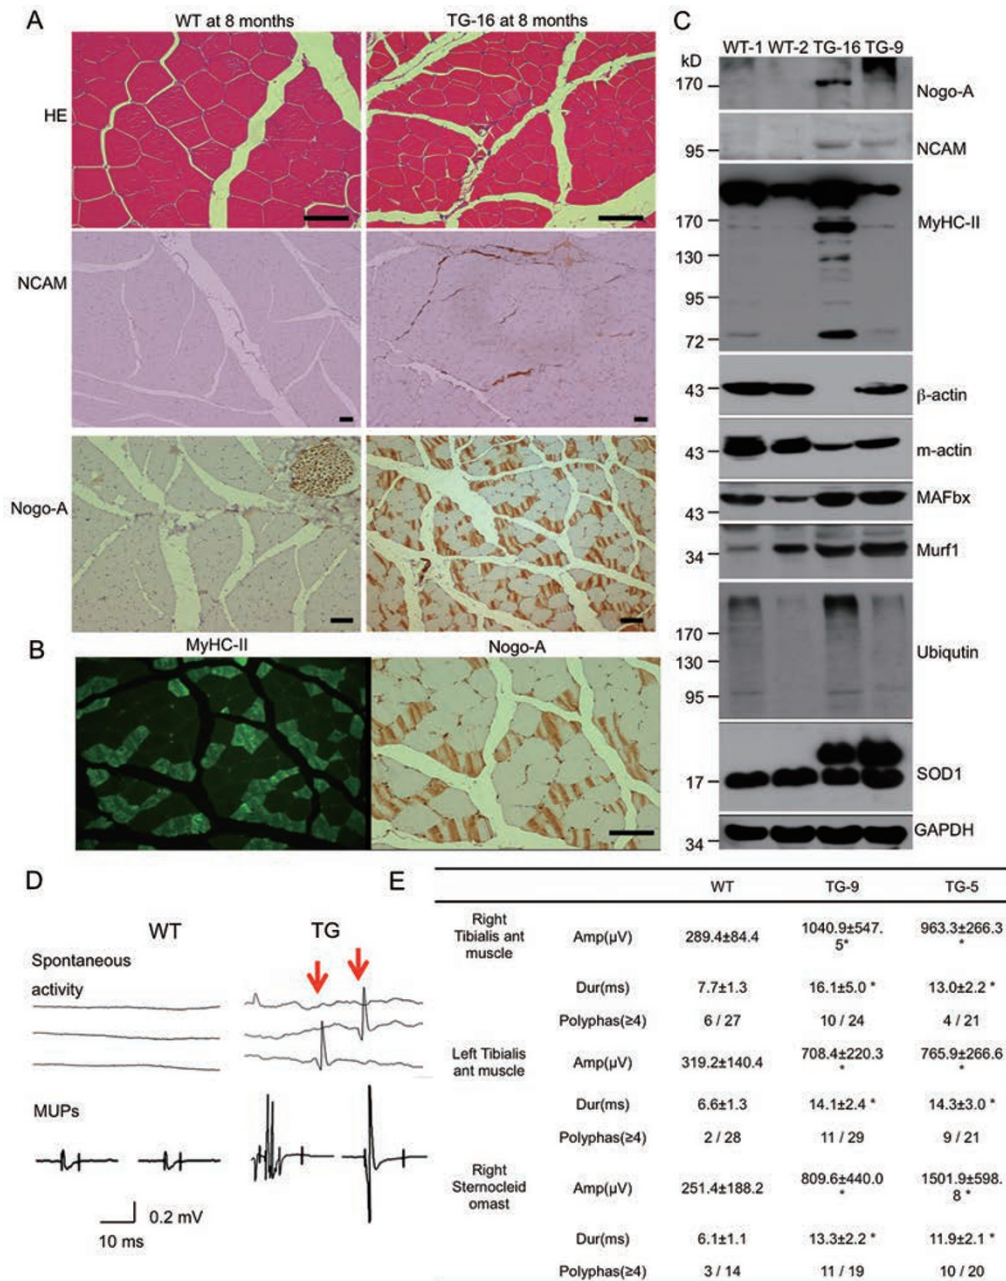 A
WT at 8 months
TG-16 at 8 months
HE
NCAM
Nogo-A
B
MyHC-II
Nogo-A
C
WT-1 WT-2 TG-16 TG-9
kD
170
Nogo-A
95
NCAM
MyHC-II
170
130
95
72
43
β-actin
43
m-actin
MAFbx
43
Murf1
34
170
Ubiqutin
130
95
SOD1
17
GAPDH
34
D
WT
TG
Spontaneous
activity
MUPs
0.2 mV
10 ms
E
WT TG-9 TG-5
Right
Tibialis ant
muscle
Amp(μV) 289.4±84.4 1040.9±547.
5* 963.3±266.3
*
Dur(ms) 7.7±1.3 16.1±5.0 * 13.0±2.2 *
Polyphas(≥4) 6 / 27 10 / 24 4 / 21
Left Tibialis
ant muscle
Amp(μV) 319.2±140.4 708.4±220.3
* 765.9±266.6
*
Dur(ms) 6.6±1.3 14.1±2.4 * 14.3±3.0 *
Polyphas(≥4) 2 / 28 11 / 29 9 / 21
Right
Sternocleid
omast
Amp(μV) 251.4±188.2 809.6±440.0
* 1501.9±598.
8 *
Dur(ms) 6.1±1.1 13.3±2.2 * 11.9±2.1 *
Polyphas(≥4) 3 / 14 11 / 19 10 / 20